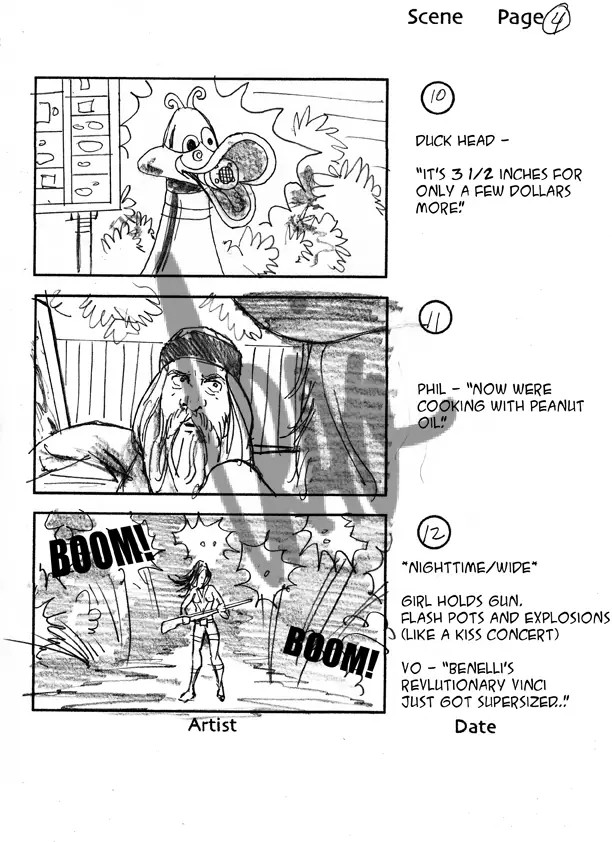 Scene Page 4
10
DUCK HEAD -
"IT'S 3 1/2 INCHES FOR
ONLY A FEW DOLLARS
MORE."
11
PHIL - "NOW WERE
COOKING WITH PEANUT
OIL."
12
BOOM!
BOOM!
*NIGHTTIME/WIDE*
GIRL HOLDS GUN.
FLASH POTS AND EXPLOSIONS
(LIKE A KISS CONCERT)
VO - "BENELLI'S
REVLUTIONARY VINCI
JUST GOT SUPERSIZED.."
Artist Date